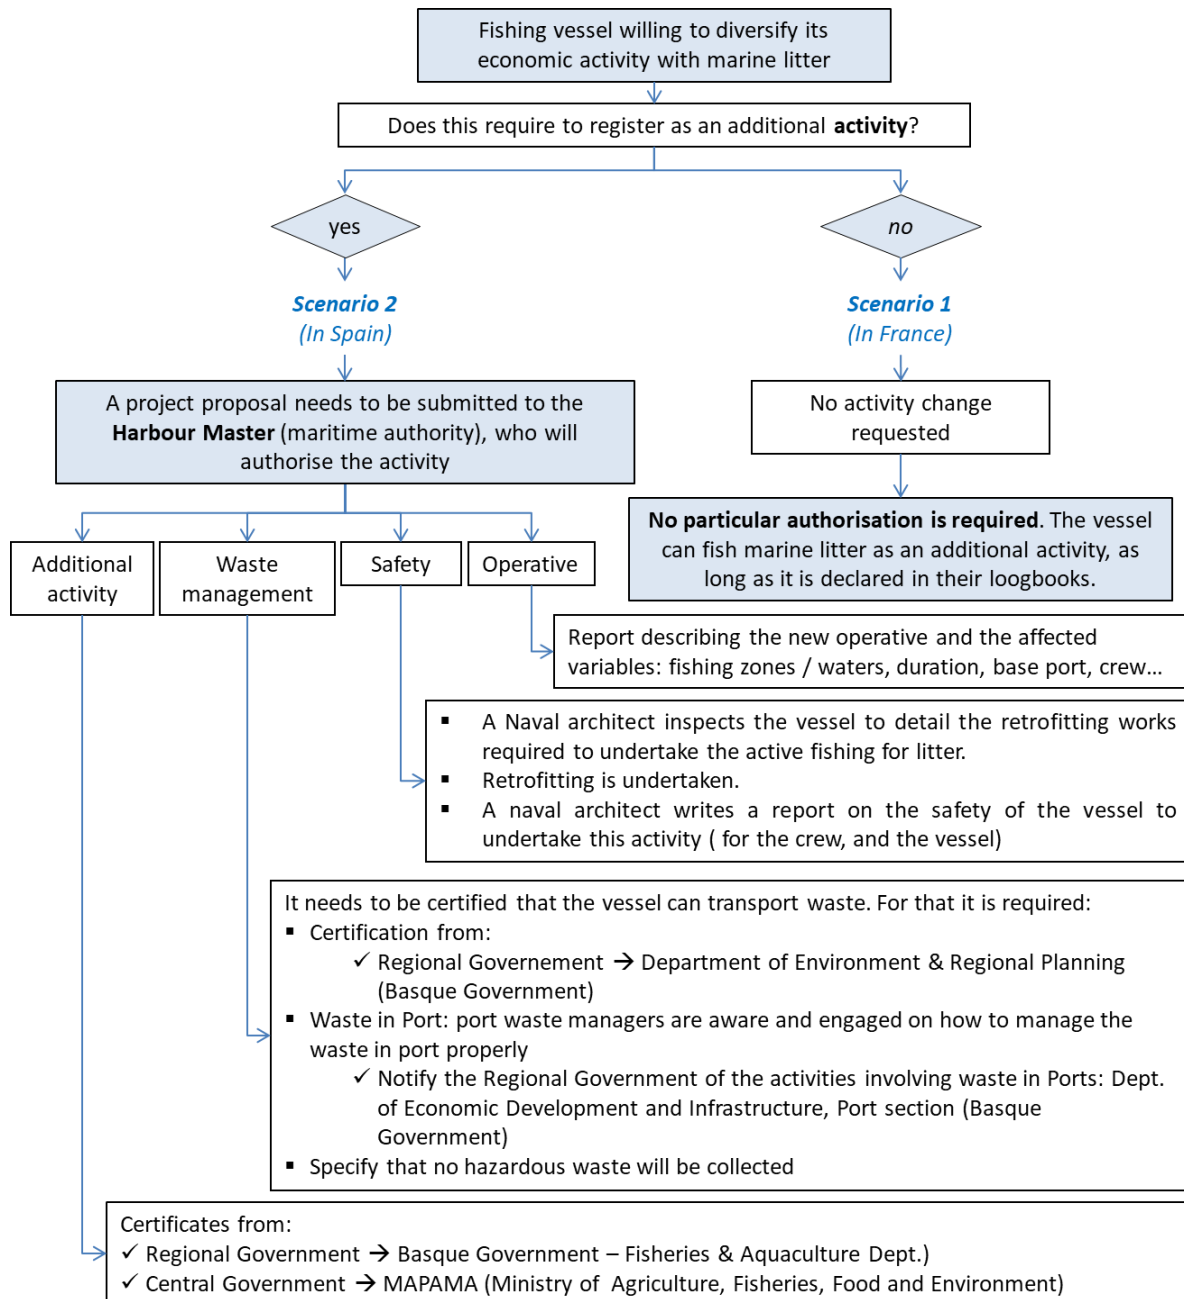 Fishing vessel willing to diversify its
economic activity with marine litter
Does this require to register as an additional activity?
yes
no
Scenario 2
(In Spain)
Scenario 1
(In France)
A project proposal needs to be submitted to the
Harbour Master (maritime authority), who will
authorise the activity
No activity change
requested
No particular authorisation is required. The vessel
can fish marine litter as an additional activity, as
long as it is declared in their loogbooks.
Additional
activity
Waste
management
Safety
Operative
Report describing the new operative and the affected
variables: fishing zones / waters, duration, base port, crew...
▪ A Naval architect inspects the vessel to detail the retrofitting works
required to undertake the active fishing for litter.
▪ Retrofitting is undertaken.
▪ A naval architect writes a report on the safety of the vessel to
undertake this activity ( for the crew, and the vessel)
It needs to be certified that the vessel can transport waste. For that it is required:
▪ Certification from:
✓ Regional Governement → Department of Environment & Regional Planning
(Basque Government)
▪ Waste in Port: port waste managers are aware and engaged on how to manage the
waste in port properly
✓ Notify the Regional Government of the activities involving waste in Ports: Dept.
of Economic Development and Infrastructure, Port section (Basque
Government)
▪ Specify that no hazardous waste will be collected
Certificates from:
✓ Regional Government → Basque Government – Fisheries & Aquaculture Dept.)
✓ Central Government → MAPAMA (Ministry of Agriculture, Fisheries, Food and Environment)